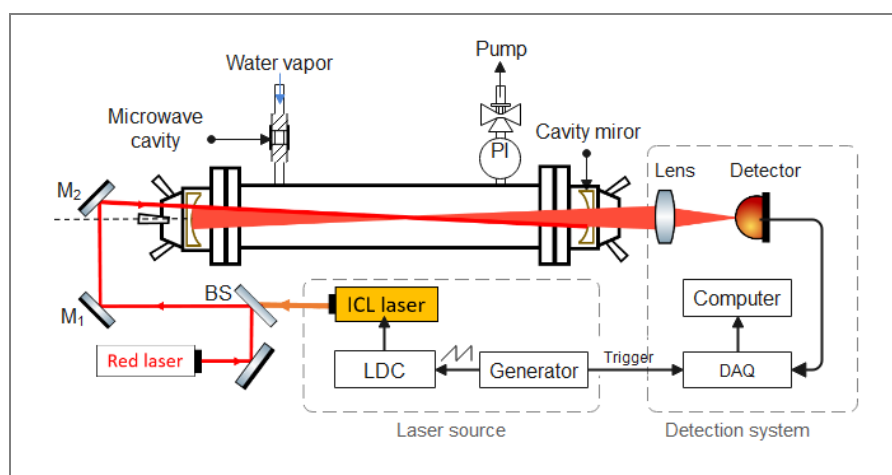 Pump
Water vapor
Microwave
cavity
PI
Cavity miror
Lens
Detector
M2
M1
BS
ICL laser
Computer
Red laser
LDC
Generator
Trigger
DAQ
Laser source
Detection system